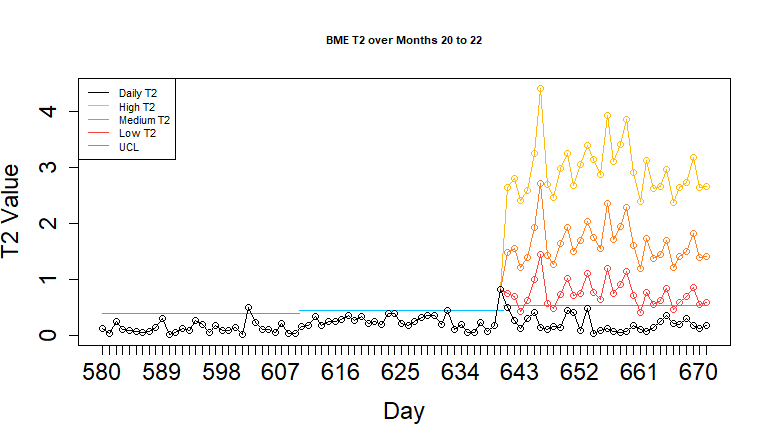 BME T2 over Months 20 to 22
Daily T2
High T2
Medium T2
Low T2
UCL
T2 Value
4
3
2
1
0
580 589 598 607 616 625 634 643 652 661 670
Day